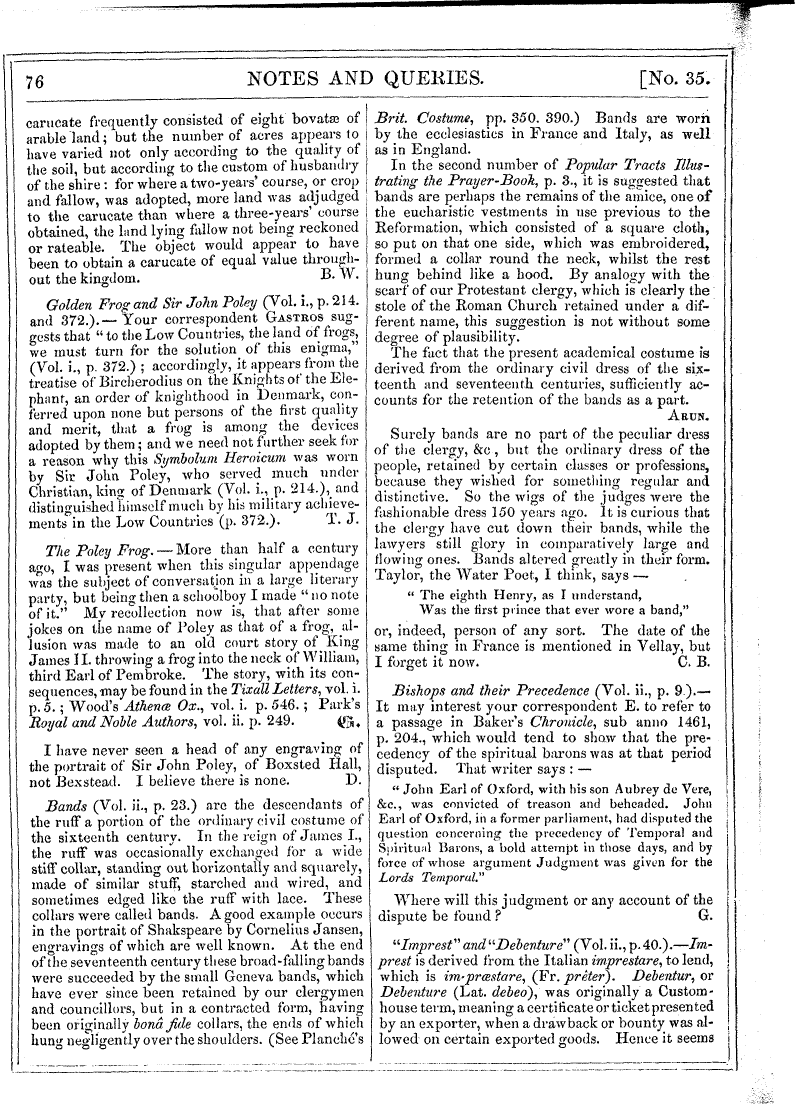 76 NOTES AND QUERIES. [No. 35.
carucate frequently consisted of eight bovatæ of
arable land; but the number of acres appears to
have varied not only according to the quality of
the soil, but according to the custom of husbandry
of the shire: for where a two-years' course, or crop
and fallow, was adopted, more land was adjudged
to the carucate than where a three-years' course
obtained, the land lying fallow not being reckoned
or rateable. The object would appear to have
been to obtain a carucate of equal value through-
out the kingdom. B. W.
Golden Frog and Sir John Poley (Vol. i., p. 214.
and 372.).—Your correspondent GASTROS sug-
gests that "to the Low Countries, the land of frogs,
we must turn for the solution of this enigma,"
(Vol. i., p. 372.); accordingly, it appears from the
treatise of Bircherodius on the Knights of the Ele-
phant, an order of knighthood in Denmark, con-
ferred upon none but persons of the first quality
and merit, that a frog is among the devices
adopted by them; and we need not further seek for
a reason why this Symbolum Heroicum was worn
by Sir John Poley, who served much under
Christian, king of Denmark (Vol. i., p. 214.), and
distinguished himself much by his military achieve-
ments in the Low Countries (p. 372.). T. J.
The Poley Frog.—More than half a century
ago, I was present when this singular appendage
was the subject of conversation in a large literary
party, but being then a schoolboy I made "no note
of it." My recollection now is, that after some
jokes on the name of Poley as that of a frog, al-
lusion was made to an old court story of King
James II. throwing a frog into the neck of William,
third Earl of Pembroke. The story, with its con-
sequences, may be found in the Tixall Letters, vol. i.
p. 5.; Wood's Athenæ Ox., vol. i. p. 546.; Park's
Royal and Noble Authors, vol. ii. p. 249. G.
I have never seen a head of any engraving of
the portrait of Sir John Poley, of Boxsted Hall,
not Bexstead. I believe there is none. D.
Bands (Vol. ii., p. 23.) are the descendants of
the ruff a portion of the ordinary civil costume of
the sixteenth century. In the reign of James I.,
the ruff was occasionally exchanged for a wide
stiff collar, standing out horizontally and squarely,
made of similar stuff, starched and wired, and
sometimes edged like the ruff with lace. These
collars were called bands. A good example occurs
in the portrait of Shakspeare by Cornelius Jansen,
engravings of which are well known. At the end
of the seventeenth century these broad-falling bands
were succeeded by the small Geneva bands, which
have ever since been retained by our clergymen
and councillors, but in a contracted form, having
been originally bonâ fide collars, the ends of which
hung negligently over the shoulders. (See Planché's
Brit. Costume, pp. 350. 390.) Bands are worn
by the ecclesiastics in France and Italy, as well
as in England.
In the second number of Popular Tracts Illus-
trating the Prayer-Book, p. 3., it is suggested that
bands are perhaps the remains of the amice, one of
the eucharistic vestments in use previous to the
Reformation, which consisted of a square cloth,
so put on that one side, which was embroidered,
formed a collar round the neck, whilst the rest
hung behind like a hood. By analogy with the
scarf of our Protestant clergy, which is clearly the
stole of the Roman Church retained under a dif-
ferent name, this suggestion is not without some
degree of plausibility.
The fact that the present academical costume is
derived from the ordinary civil dress of the six-
teenth and seventeenth centuries, sufficiently ac-
counts for the retention of the bands as a part.
ARUN.
Surely bands are no part of the peculiar dress
of the clergy, &c, but the ordinary dress of the
people, retained by certain classes or professions,
because they wished for something regular and
distinctive. So the wigs of the judges were the
fashionable dress 150 years ago. It is curious that
the clergy have cut down their bands, while the
lawyers still glory in comparatively large and
flowing ones. Bands altered greatly in their form.
Taylor, the Water Poet, I think, says —
"The eighth Henry, as I understand,
Was the first prince that ever wore a band,"
or, indeed, person of any sort. The date of the
same thing in France is mentioned in Vellay, but
I forget it now. C. B.
Bishops and their Precedence (Vol. ii., p. 9.).—
It may interest your correspondent E. to refer to
a passage in Baker's Chronicle, sub anno 1461,
p. 204., which would tend to show that the pre-
cedency of the spiritual barons was at that period
disputed. That writer says: —
"John Earl of Oxford, with his son Aubrey de Vere,
&c., was convicted of treason and beheaded. John
Earl of Oxford, in a former parliament, had disputed the
question concerning the precedency of Temporal and
Spiritual Barons, a bold attempt in those days, and by
force of whose argument Judgment was given for the
Lords Temporal."
Where will this judgment or any account of the
dispute be found? G.
"Imprest" and "Debenture" (Vol. ii., p. 40.).—Im-
prest is derived from the Italian imprestare, to lend,
which is im-præstare, (Fr. prêter). Debentur, or
Debenture (Lat. debeo), was originally a Custom-
house term, meaning a certificate or ticket presented
by an exporter, when a drawback or bounty was al-
lowed on certain exported goods. Hence it seems